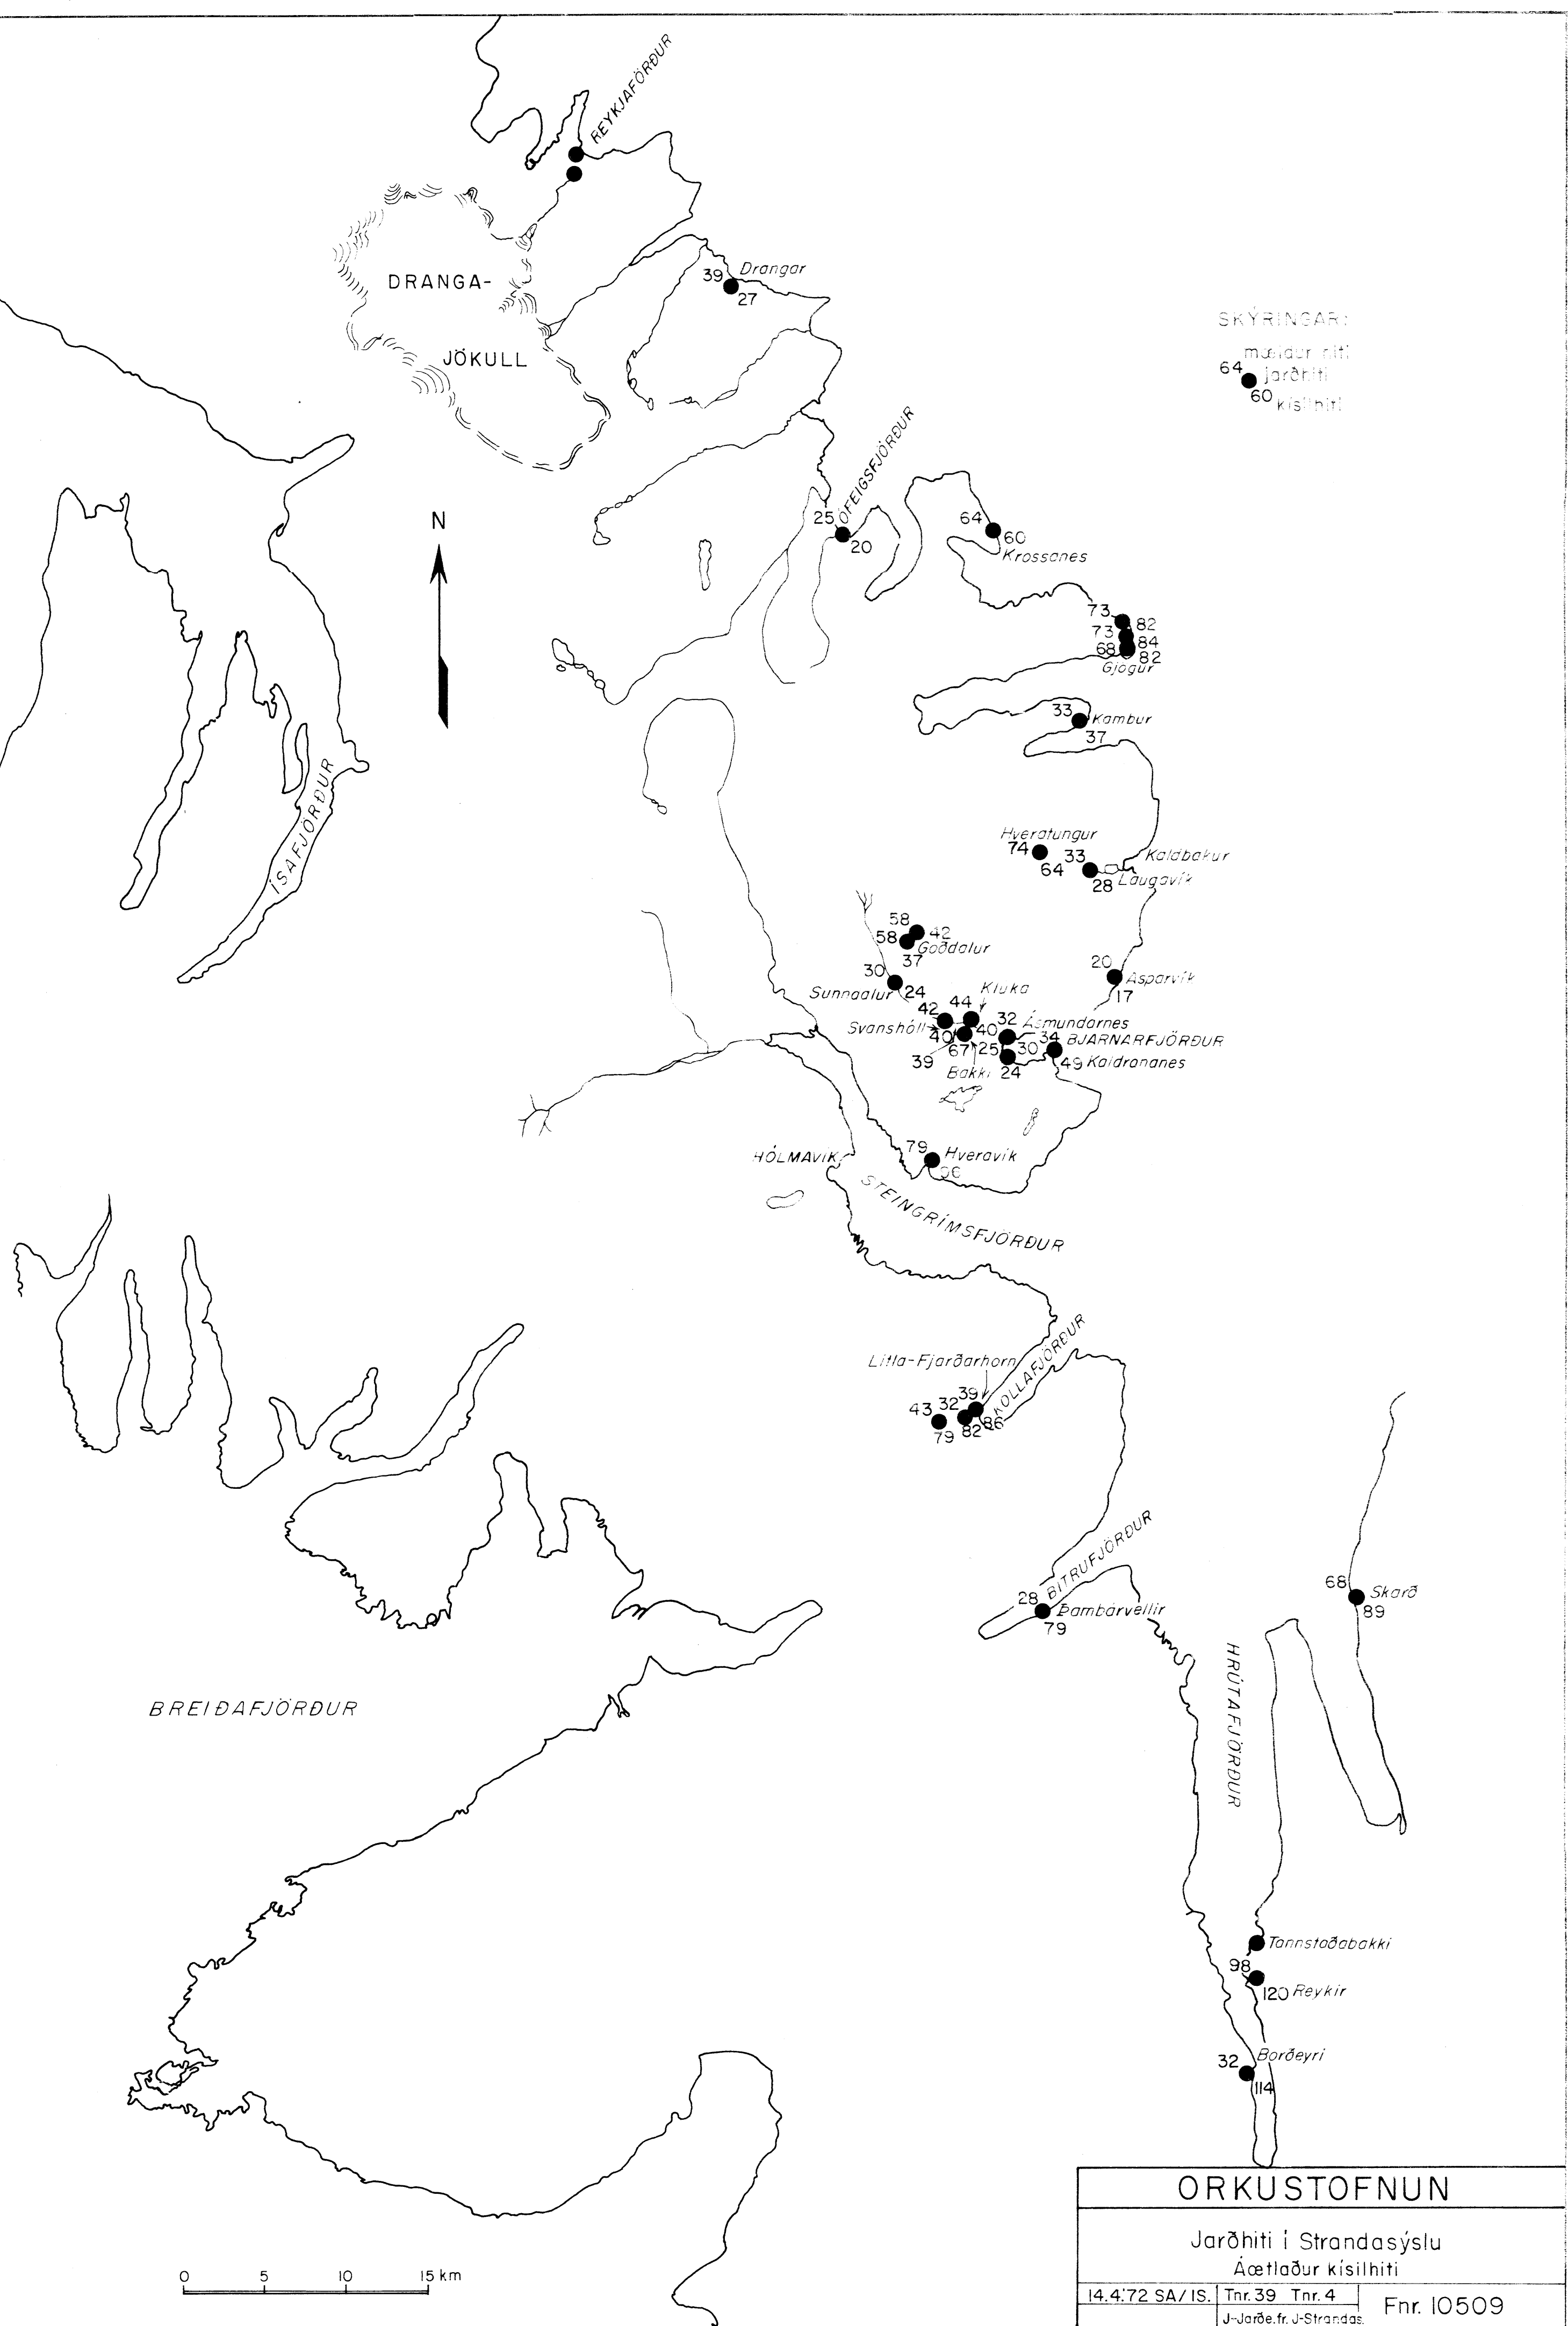 REYKJAFÖRÐUR
DRANGA-
JÖKULL
39 Drangar
27
SKÝRINGAR:
mældur hiti
64
jarðhiti
60 kísilhiti
ÓFEIGSFJÖRÐUR
25
20
64
60
Krossanes
N
73
82
73
84
68
82
Gjögur
33 Kambur
37
ÍSAFJÖRÐUR
Hveratungur
74
64
33
Kaldbakur
28 Laugavík
58
42
58
Goðdalur
37
30
Sunndalur 24
20
Asparvík
17
Kluka
44
42
Svanshóll
40
39
67
Bakki
40
32
Ásmundarnes
25
30
24
34
BJARNARFJÖRÐUR
49 Kaldrananes
HÓLMAVÍK
79 Hveravík
STEINGRÍMSFJÖRÐUR
Litla-Fjarðarhorn
KOLLAFJÖRÐUR
43
32
39
79
82
86
BITRUFJÖRÐUR
28
Þambárvellir
79
68 Skarð
89
HRÚTAFJÖRÐUR
BREIÐAFJÖRÐUR
Tannstaðabakki
98
120 Reykir
32 Borðeyri
114
0 5 10 15 km
ORKUSTOFNUN
Jarðhiti í Strandasýslu
Áætlaður kísilhiti
14.4.'72 SA/IS. Tnr. 39 Tnr. 4
J-Jarðe.fr. J-Strandas.
Fnr. 10509